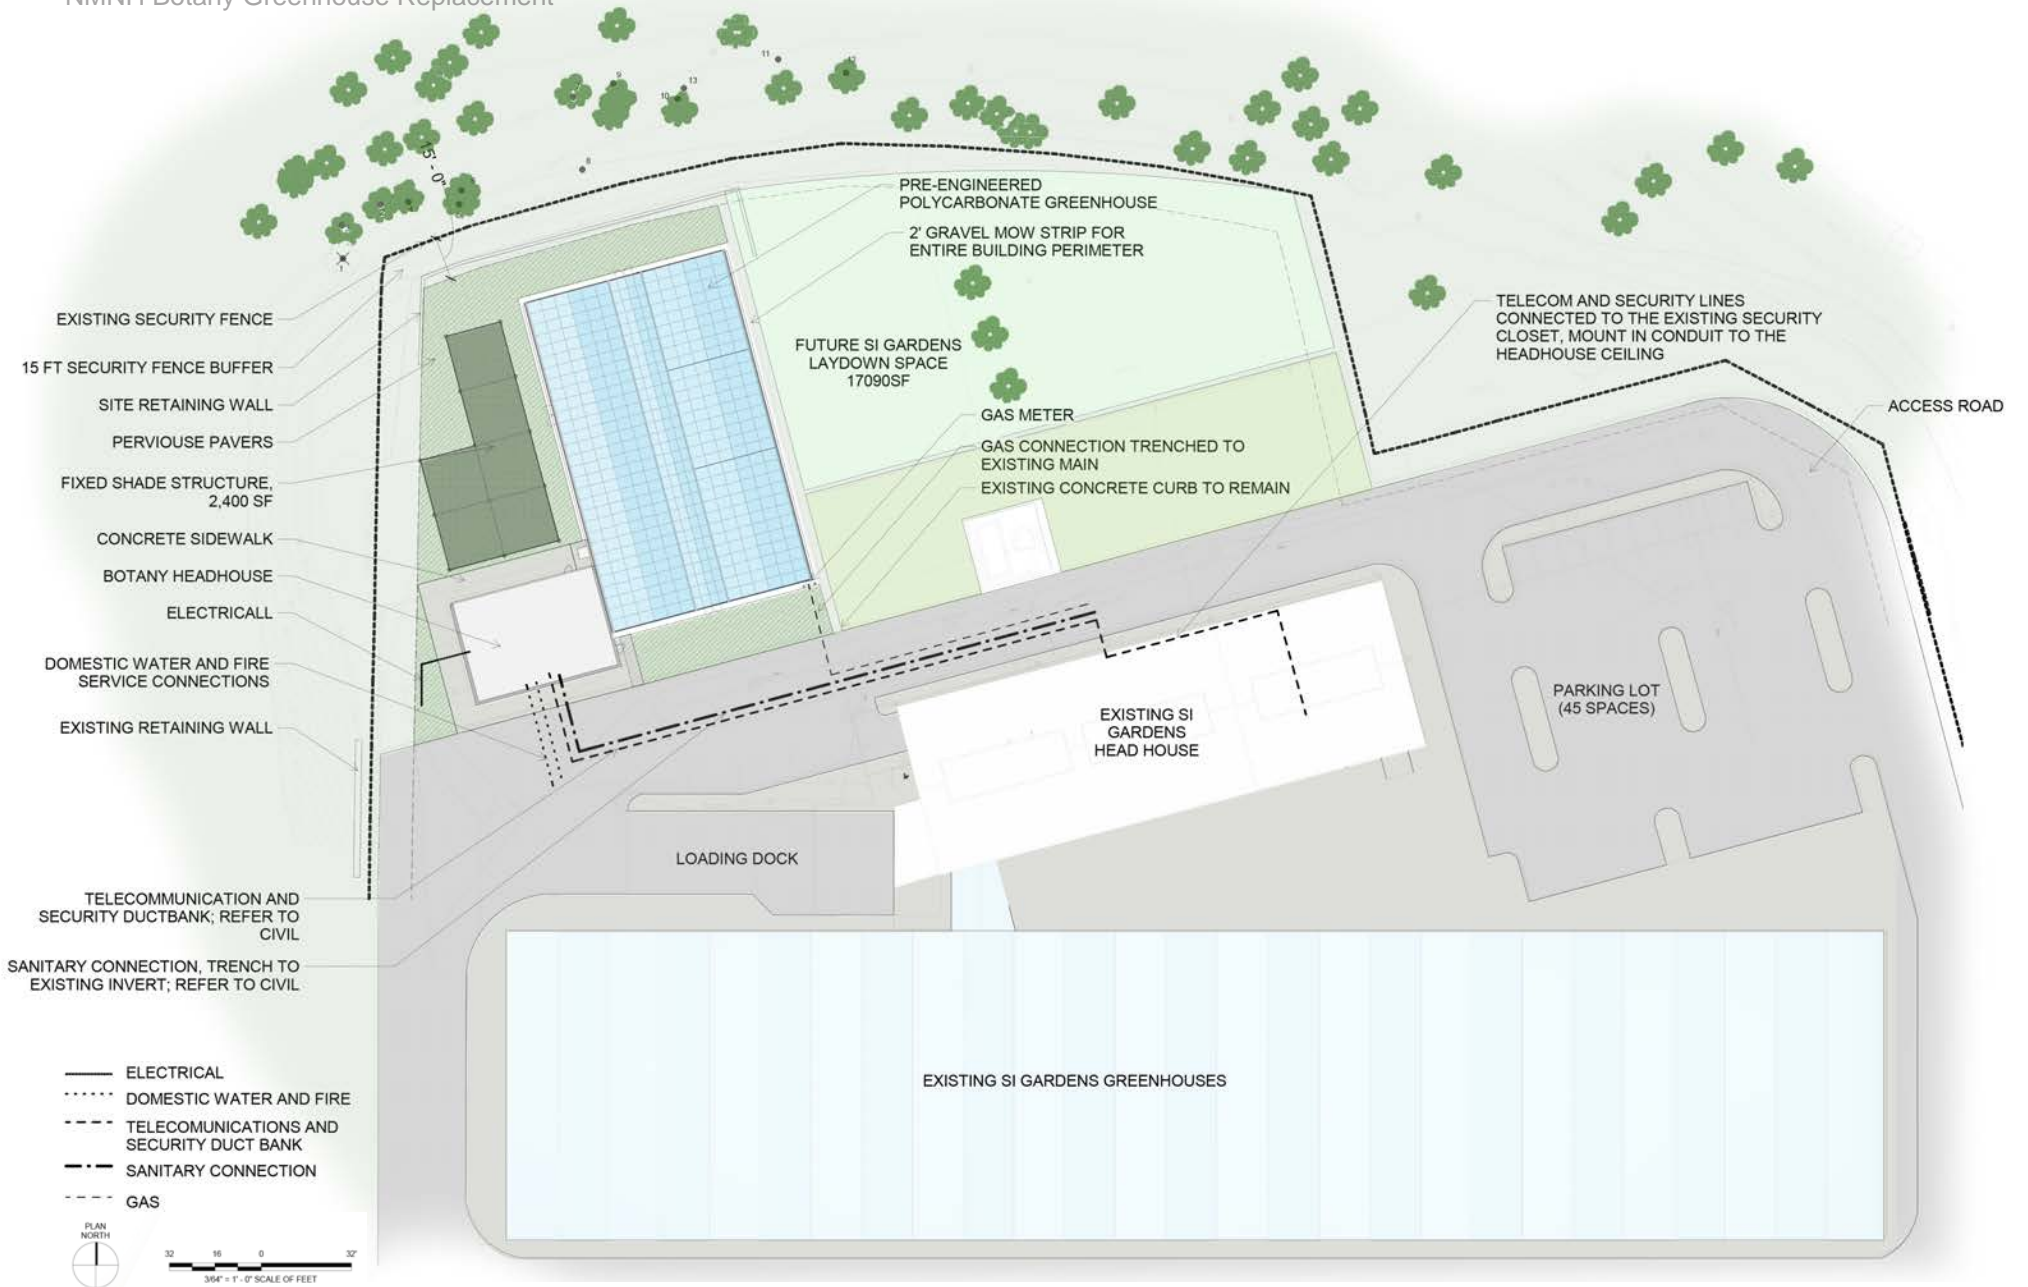 NMNH Botany Greenhouse Replacement
11
12
9
13
10
8
15' - 0"
1
PRE-ENGINEERED
POLYCARBONATE GREENHOUSE
2' GRAVEL MOW STRIP FOR
ENTIRE BUILDING PERIMETER
EXISTING SECURITY FENCE
15 FT SECURITY FENCE BUFFER
SITE RETAINING WALL
PERVIOUSE PAVERS
FIXED SHADE STRUCTURE,
2,400 SF
CONCRETE SIDEWALK
BOTANY HEADHOUSE
ELECTRICALL
DOMESTIC WATER AND FIRE
SERVICE CONNECTIONS
EXISTING RETAINING WALL
TELECOMMUNICATION AND
SECURITY DUCTBANK; REFER TO
CIVIL
SANITARY CONNECTION, TRENCH TO
EXISTING INVERT; REFER TO CIVIL
FUTURE SI GARDENS
LAYDOWN SPACE
17090SF
GAS METER
GAS CONNECTION TRENCHED TO
EXISTING MAIN
EXISTING CONCRETE CURB TO REMAIN
TELECOM AND SECURITY LINES
CONNECTED TO THE EXISTING SECURITY
CLOSET, MOUNT IN CONDUIT TO THE
HEADHOUSE CEILING
ACCESS ROAD
PARKING LOT
(45 SPACES)
EXISTING SI
GARDENS
HEAD HOUSE
LOADING DOCK
EXISTING SI GARDENS GREENHOUSES
ELECTRICAL
DOMESTIC WATER AND FIRE
TELECOMUNICATIONS AND
SECURITY DUCT BANK
SANITARY CONNECTION
GAS
PLAN
NORTH
32 16 0 32'
3/64" = 1' - 0" SCALE OF FEET